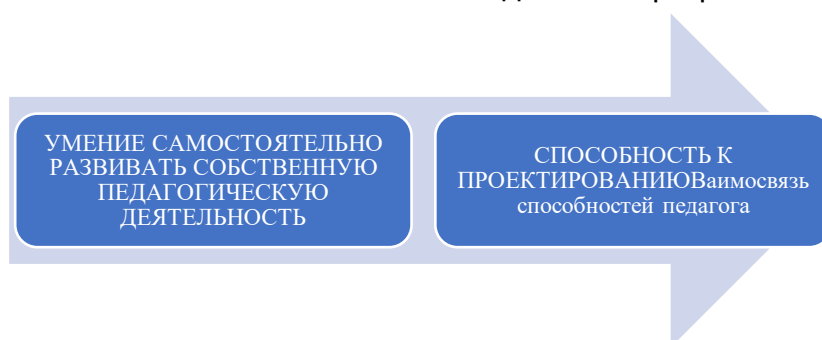 УМЕНИЕ САМОСТОЯТЕЛЬНО
РАЗВИВАТЬ СОБСТВЕННУЮ
ПЕДАГОГИЧЕСКУЮ
ДЕЯТЕЛЬНОСТЬ
СПОСОБНОСТЬ К
ПРОЕКТИРОВАНИЮВаимосвязь
способностей педагога